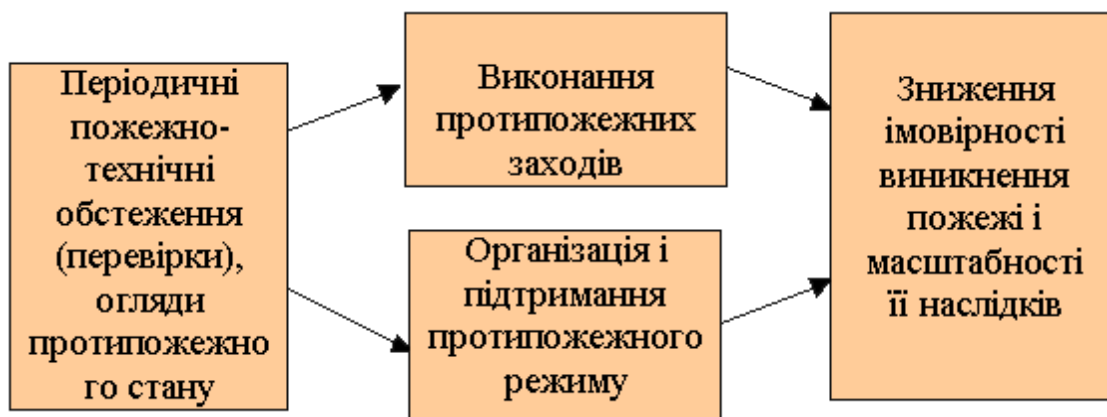 Періодичні
пожежно-
технічні
обстеження
(перевірки),
огляди
протипожежно
го стану
Виконання
протипожежних
заходів
Організація і
підтримання
протипожежного
режиму
Зниження
імовірності
виникнення
пожежі і
масштабності
її наслідків